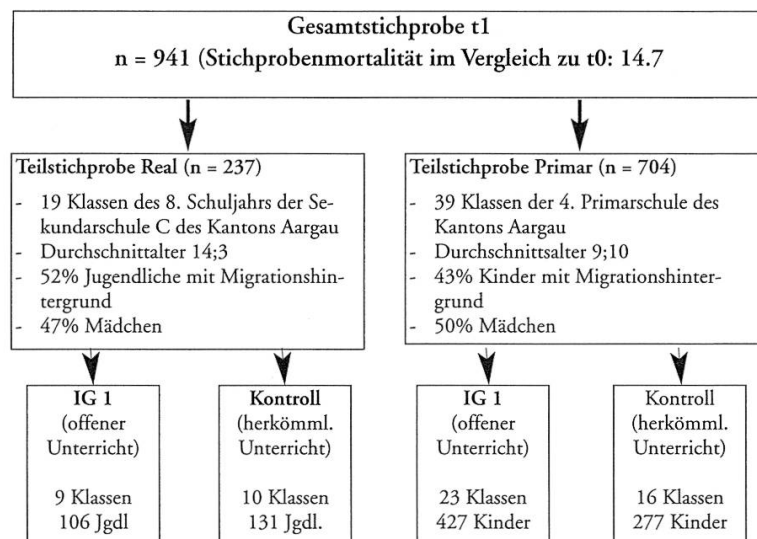 Gesamtstichprobe t1
n = 941 (Stichprobenmortalität im Vergleich zu t0: 14.7
Teilstichprobe Real (n = 237)
- 19 Klassen des 8. Schuljahrs der Se-
kundarschule C des Kantons Aargau
- Durchschnittalter 14;3
- 52% Jugendliche mit Migrationshin-
tergrund
- 47% Mädchen
Teilstichprobe Primar (n = 704)
- 39 Klassen der 4. Primarschule des
Kantons Aargau
- Durchschnittsalter 9;10
- 43% Kinder mit Migrationshinter-
grund
- 50% Mädchen
IG 1
(offener
Unterricht)
9 Klassen
106 Jgdl
Kontroll
(herkömml.
Unterricht)
10 Klassen
131 Jgdl.
IG 1
(offener
Unterricht)
23 Klassen
427 Kinder
Kontroll
(herkömml.
Unterricht)
16 Klassen
277 Kinder